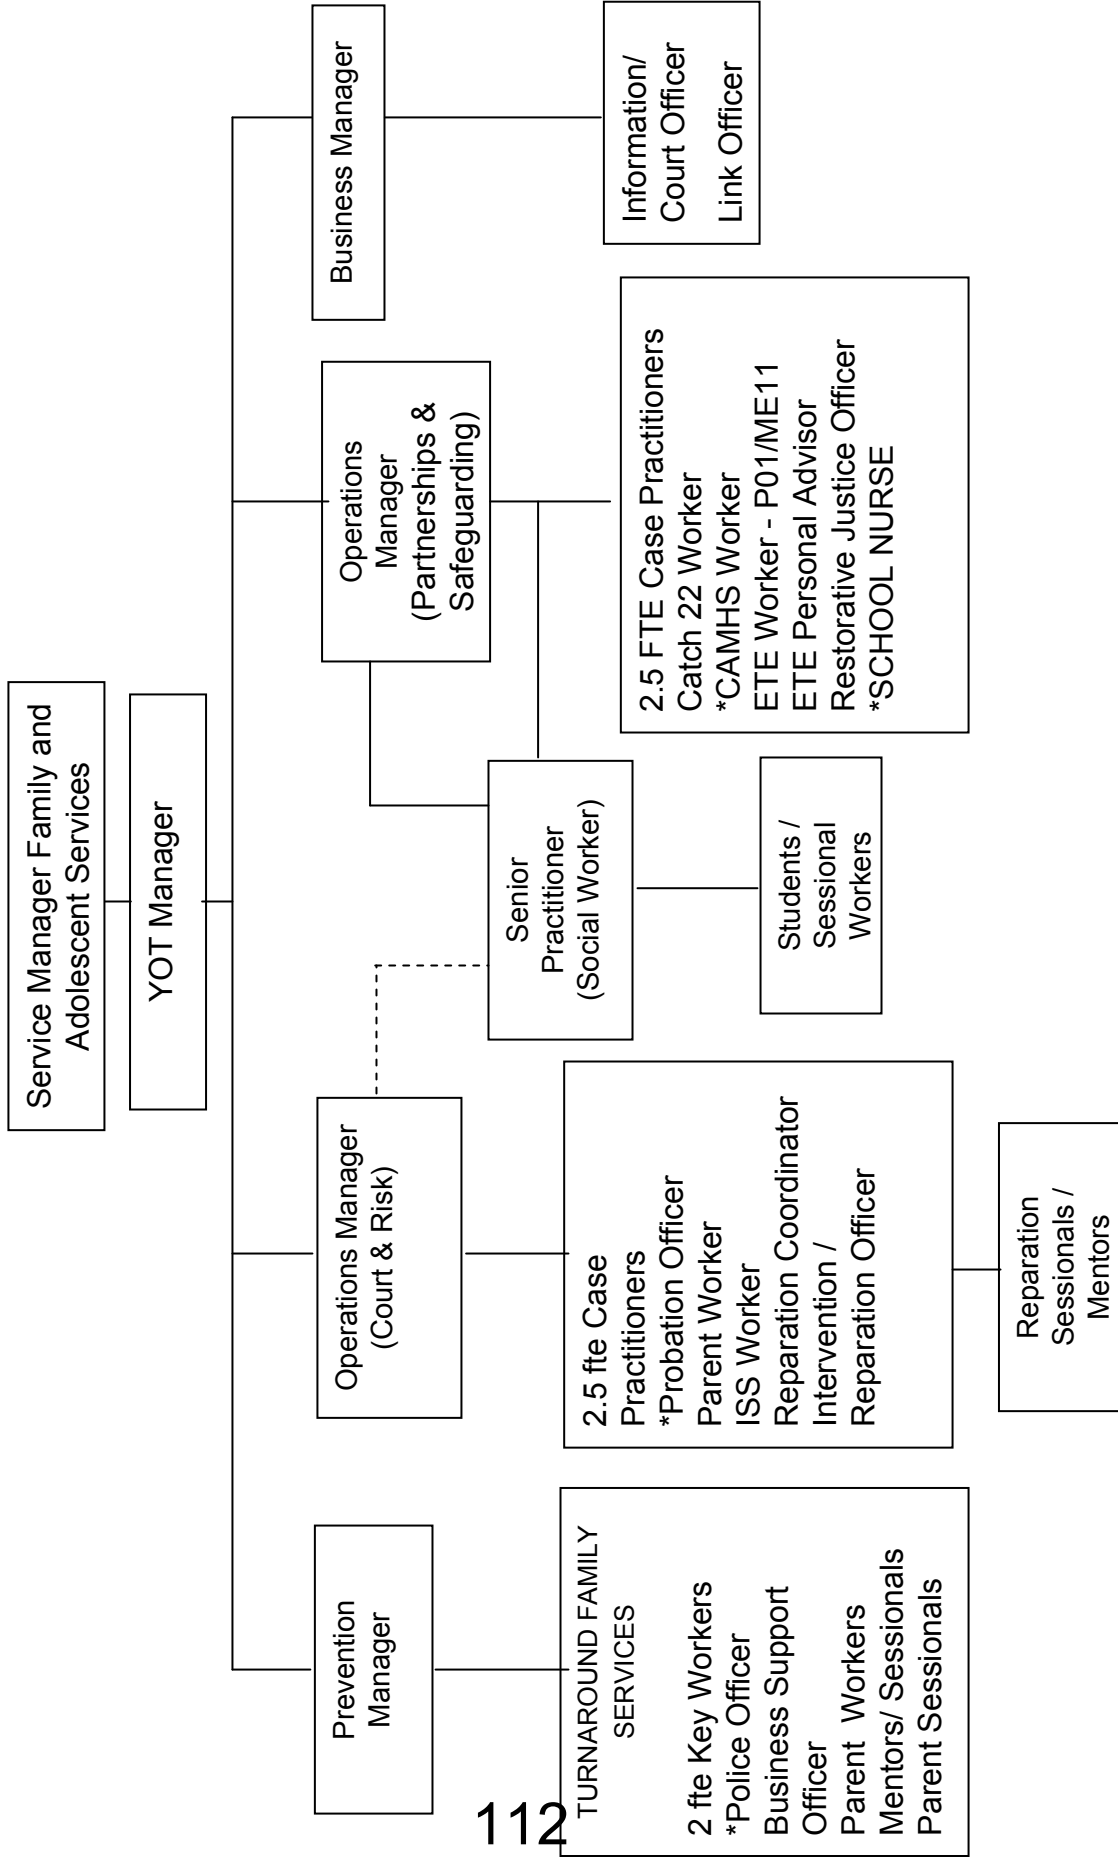 Service Manager Family and
Adolescent Services
YOT Manager
Prevention
Manager
Operations Manager
(Court & Risk)
Operations
Manager
(Partnerships &
Safeguarding)
Business Manager
Senior
Practitioner
(Social Worker)
TURNAROUND FAMILY
SERVICES
2 fte Key Workers
*Police Officer
Business Support
Officer
Parent Workers
Mentors/ Sessionals
Parent Sessionals
2.5 fte Case
Practitioners
*Probation Officer
Parent Worker
ISS Worker
Reparation Coordinator
Intervention /
Reparation Officer
Students /
Sessional
Workers
2.5 FTE Case Practitioners
Catch 22 Worker
*CAMHS Worker
ETE Worker - P01/ME11
ETE Personal Advisor
Restorative Justice Officer
*SCHOOL NURSE
Information/
Court Officer
Link Officer
Reparation
Sessionals /
Mentors
112